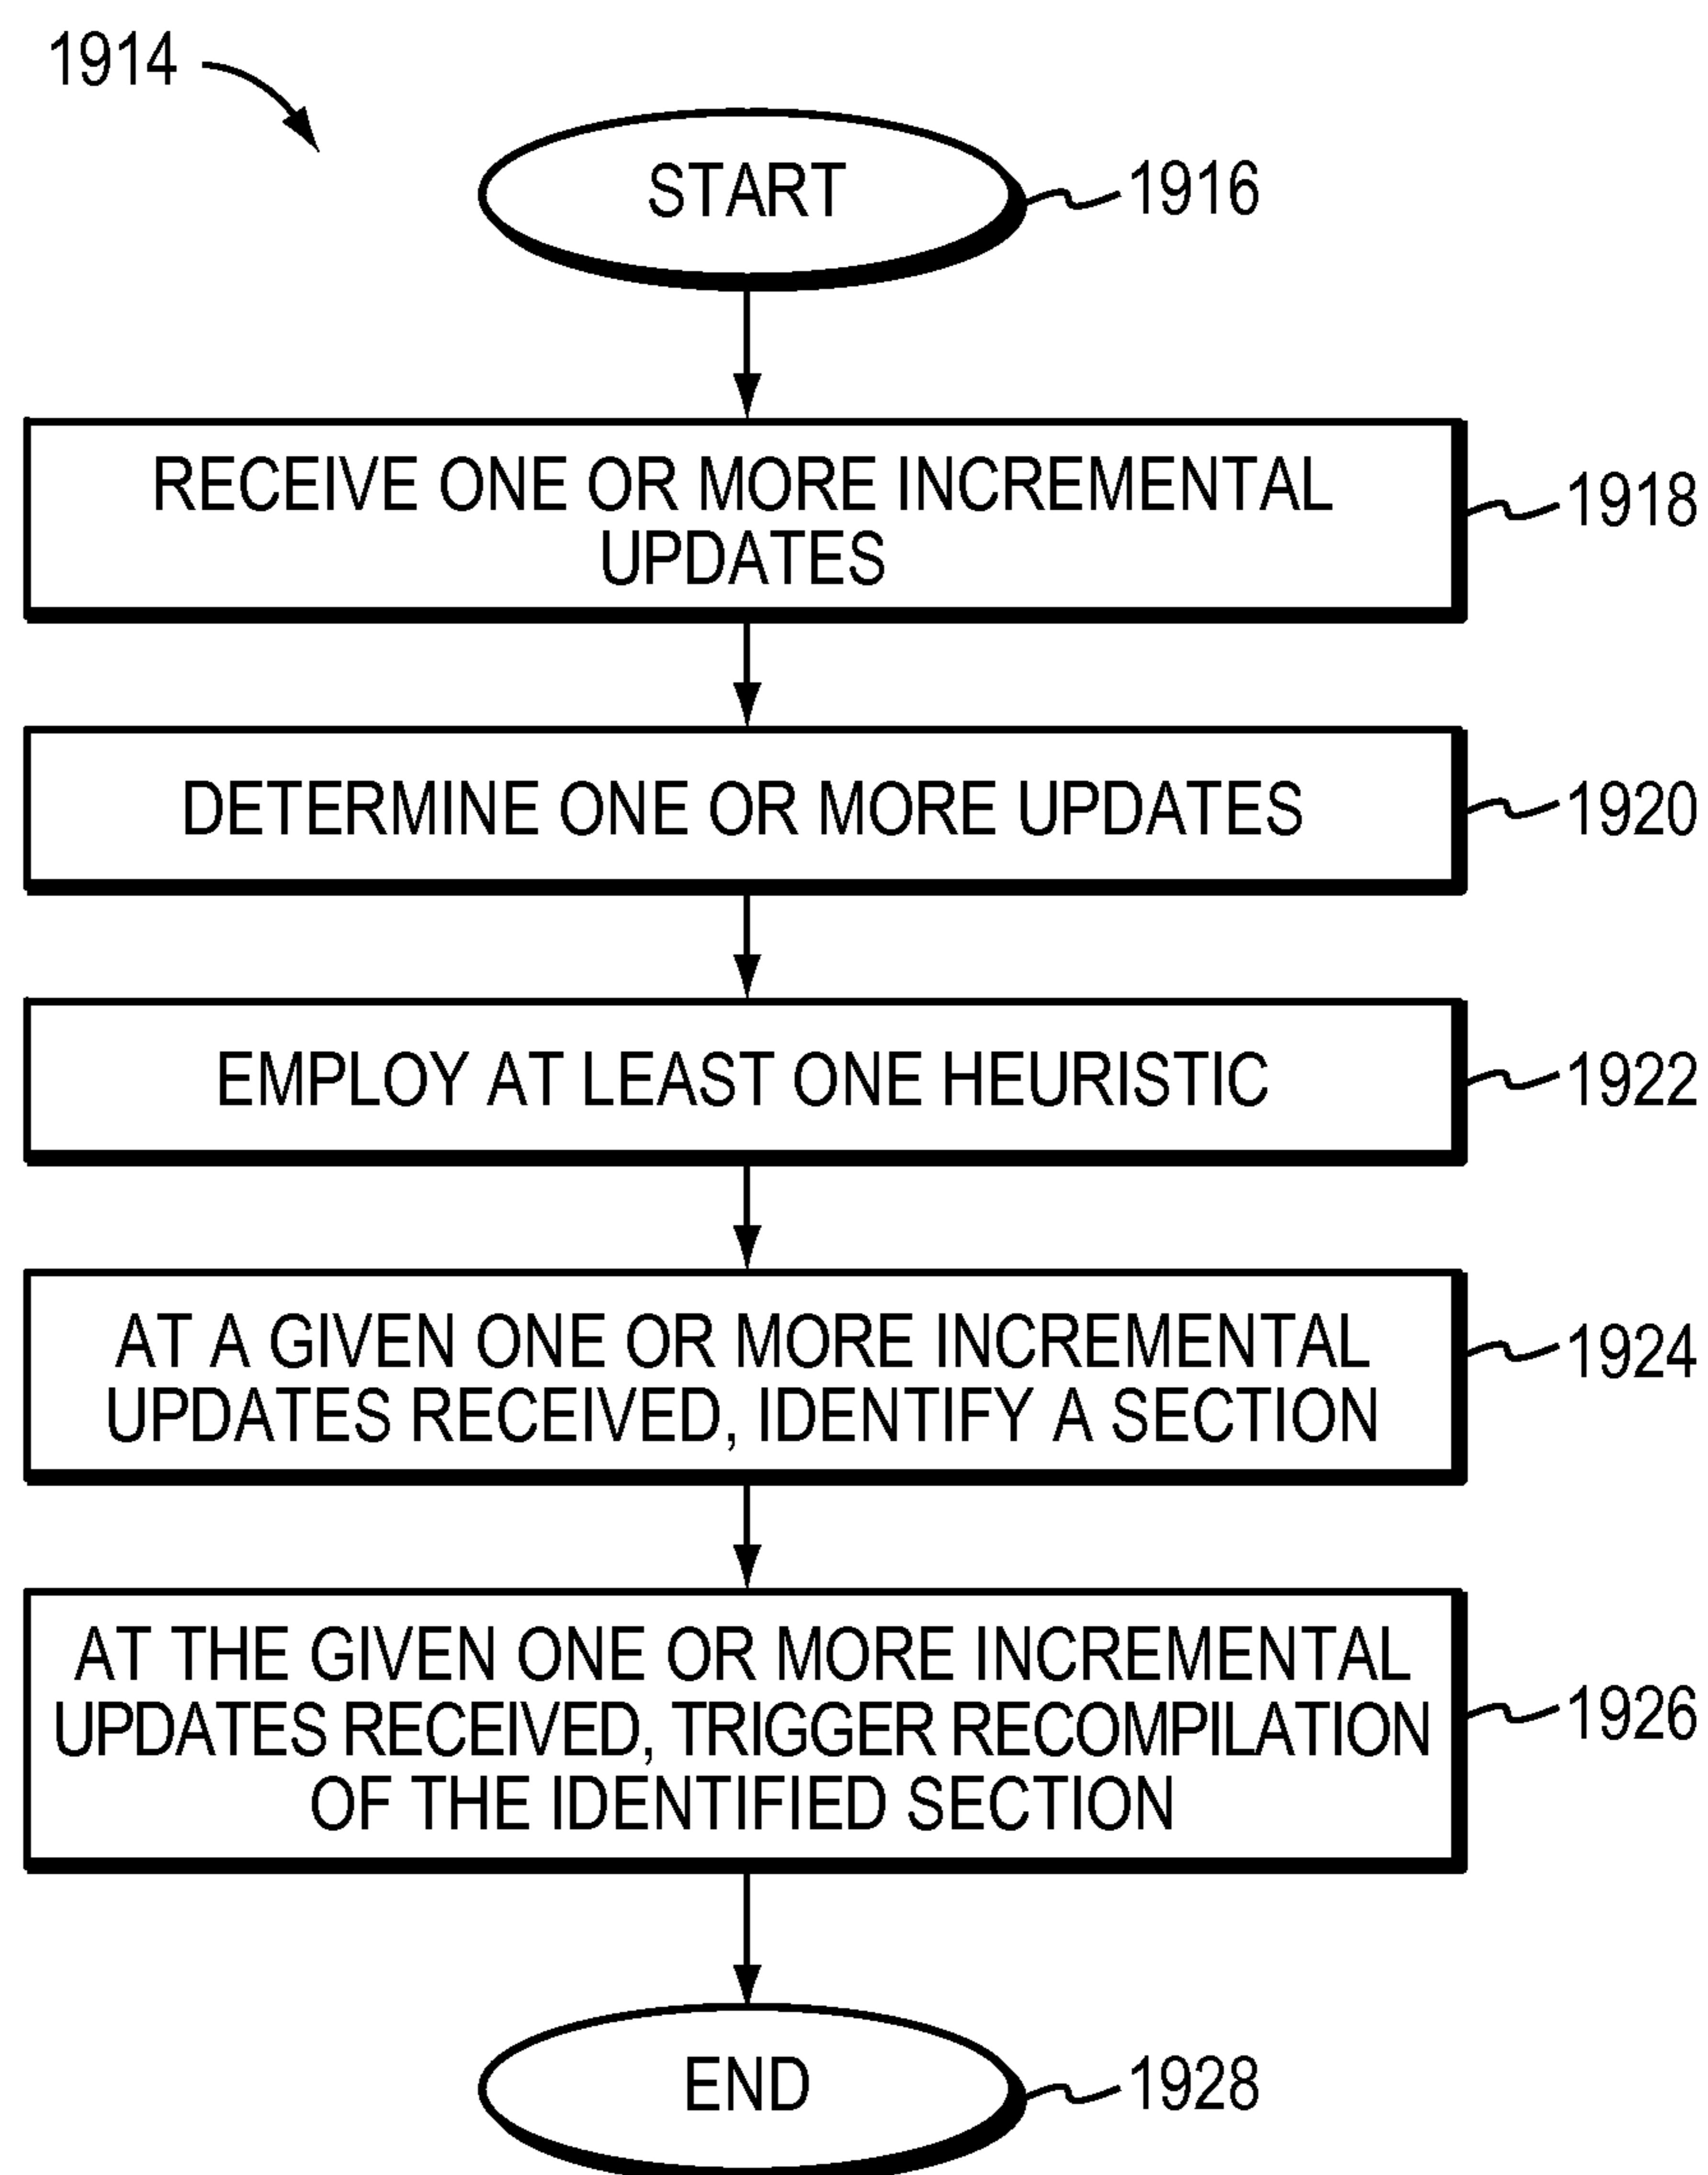 1914
START
1916
RECEIVE ONE OR MORE INCREMENTAL
UPDATES
1918
DETERMINE ONE OR MORE UPDATES
1920
EMPLOY AT LEAST ONE HEURISTIC
1922
AT A GIVEN ONE OR MORE INCREMENTAL
UPDATES RECEIVED, IDENTIFY A SECTION
1924
AT THE GIVEN ONE OR MORE INCREMENTAL
UPDATES RECEIVED, TRIGGER RECOMPILATION
OF THE IDENTIFIED SECTION
1926
END
1928